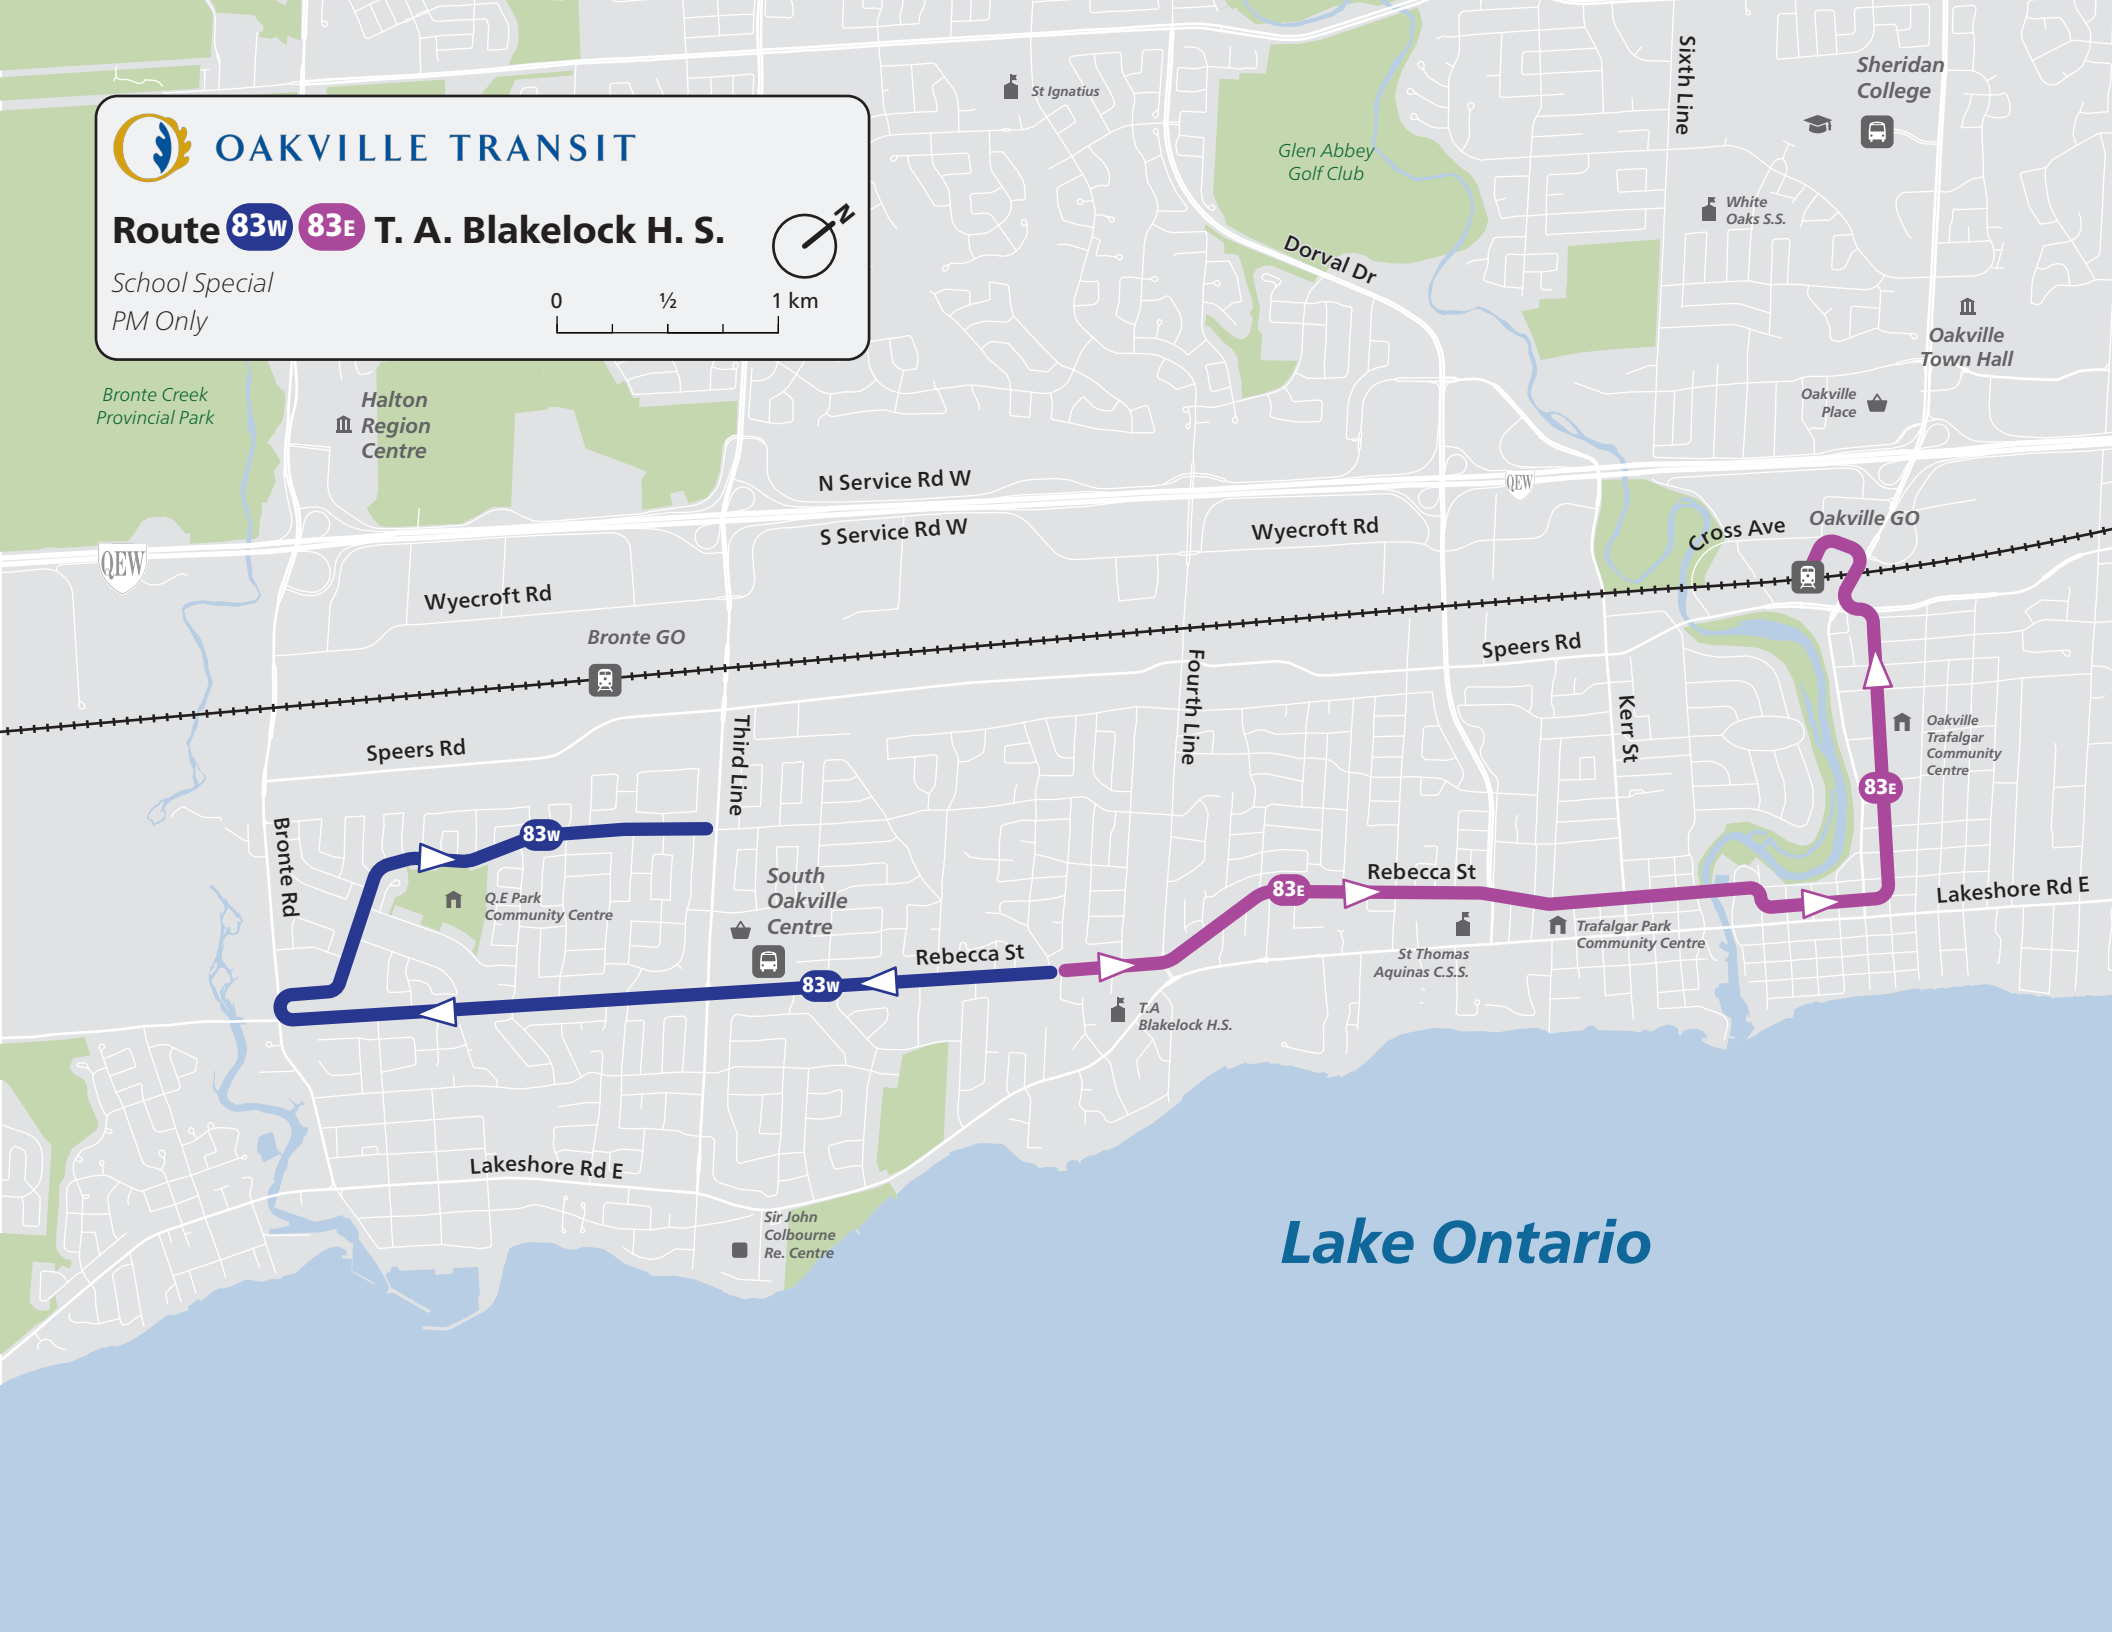 OAKVILLE TRANSIT
Route 83W 83E T. A. Blakelock H. S.
School Special
PM Only
N
0 ½ 1 km
St Ignatius
Glen Abbey
Golf Club
Dorval Dr
Sixth Line
Sheridan
College
White
Oaks S.S.
Oakville
Town Hall
Oakville
Place
Bronte Creek
Provincial Park
Halton
Region
Centre
N Service Rd W
S Service Rd W
QEW
QEW
Wyecroft Rd
Wyecroft Rd
Cross Ave
Oakville GO
Bronte GO
Speers Rd
Speers Rd
Fourth Line
Third Line
Kerr St
Bronte Rd
Oakville
Trafalgar
Community
Centre
83E
83W
Q.E Park
Community Centre
South
Oakville
Centre
Rebecca St
83E
Rebecca St
83W
Lakeshore Rd E
St Thomas
Aquinas C.S.S.
Trafalgar Park
Community Centre
T.A
Blakelock H.S.
Lakeshore Rd E
Sir John
Colbourne
Re. Centre
Lake Ontario